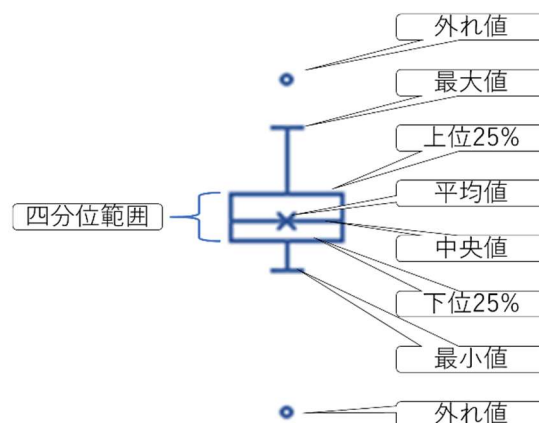 外れ値
最大値
上位25%
平均値
四分位範囲
中央値
下位25%
最小値
外れ値